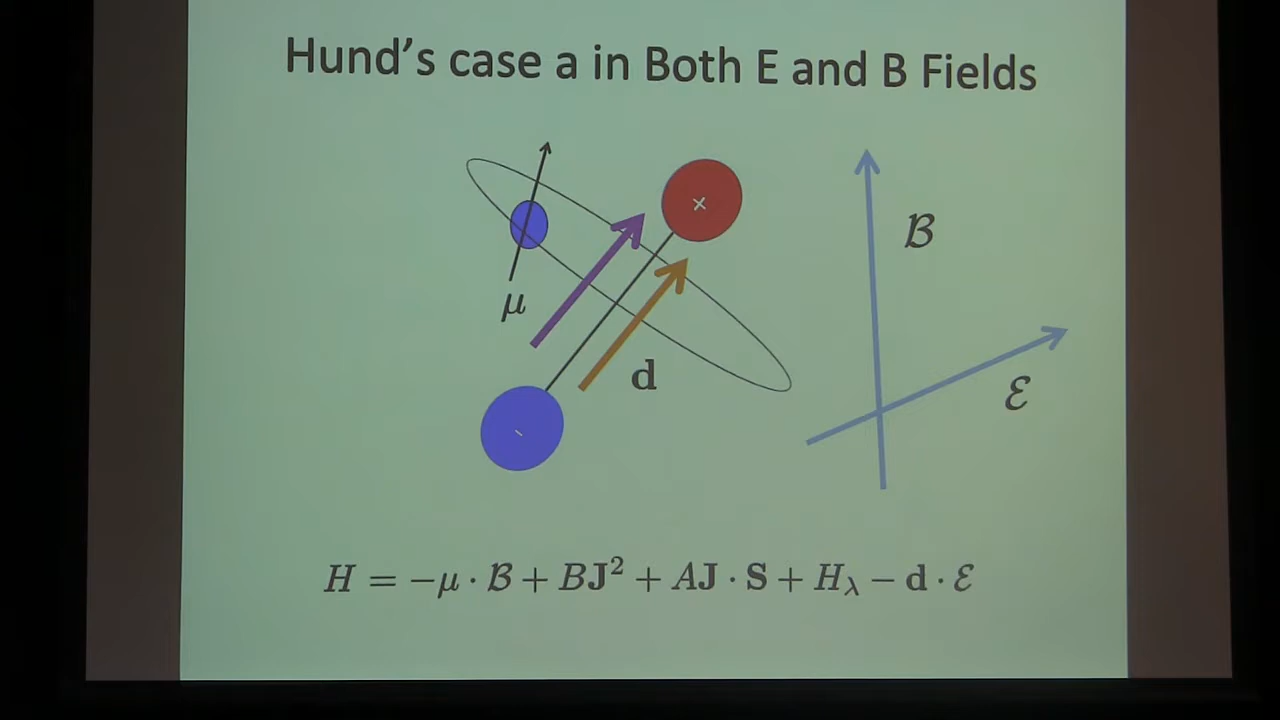 Hund's case a in Both E and B Fields
×
μ
ℬ
d
ℰ
-
H = −μ · ℬ + BJ² + AJ · S + H_λ − d · ℰ